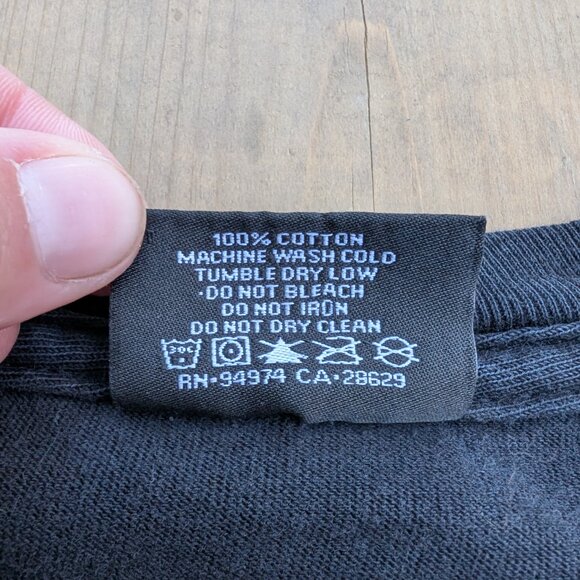 100% COTTON
MACHINE WASH COLD
TUMBLE DRY LOW
DO NOT BLEACH
DO NOT IRON
DO NOT DRY CLEAN
30C
RN·94974 CA·28629